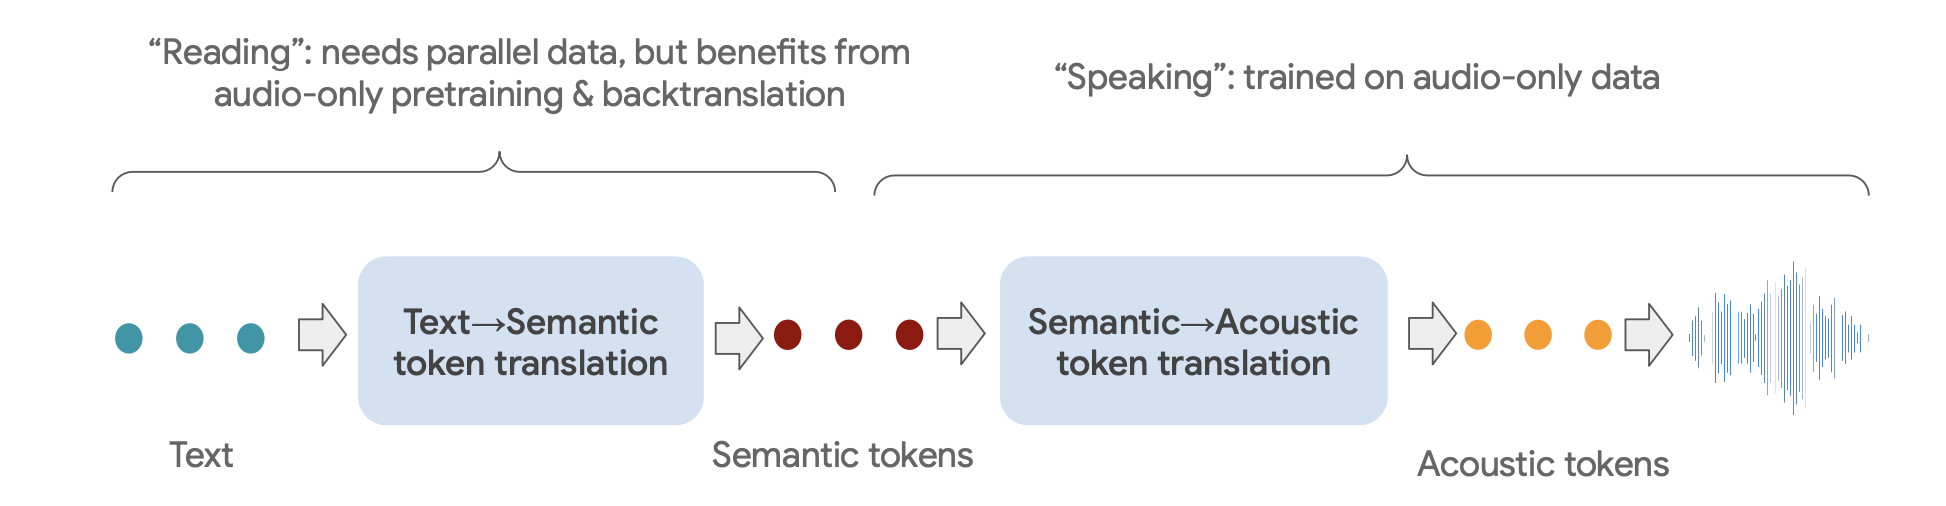 “Reading”: needs parallel data, but benefits from
audio-only pretraining & backtranslation
“Speaking”: trained on audio-only data
Text→Semantic
token translation
Semantic→Acoustic
token translation
Text
Semantic tokens
Acoustic tokens